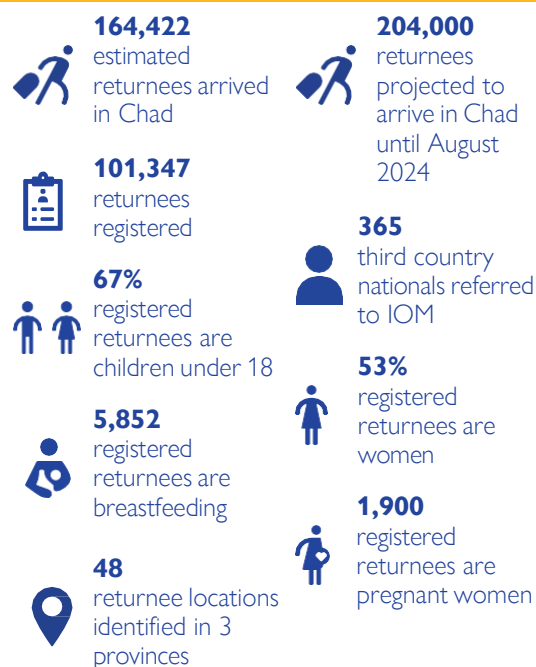 164,422
estimated
returnees arrived
in Chad
101,347
returnees
registered
67%
registered
returnees are
children under 18
5,852
registered
returnees are
breastfeeding
48
returnee locations
identified in 3
provinces
204,000
returnees
projected to
arrive in Chad
until August
2024
365
third country
nationals referred
to IOM
53%
registered
returnees are
women
1,900
registered
returnees are
pregnant women